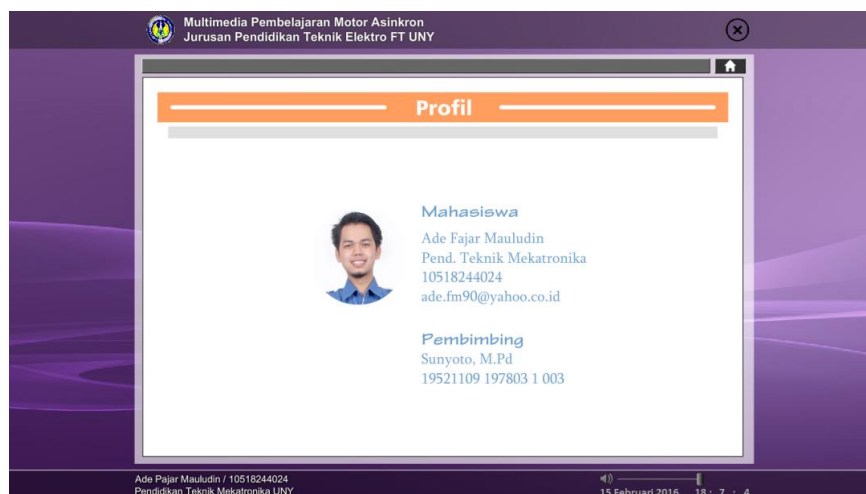 Multimedia Pembelajaran Motor Asinkron
Jurusan Pendidikan Teknik Elektro FT UNY
Profil
Mahasiswa
Ade Fajar Mauludin
Pend. Teknik Mekatronika
10518244024
ade.fm90@yahoo.co.id
Pembimbing
Sunyoto, M.Pd
19521109 197803 1 003
Ade Pajar Mauludin / 10518244024
Pendidikan Teknik Mekatronika UNY
15 Februari 2016 18 : 7 : 4